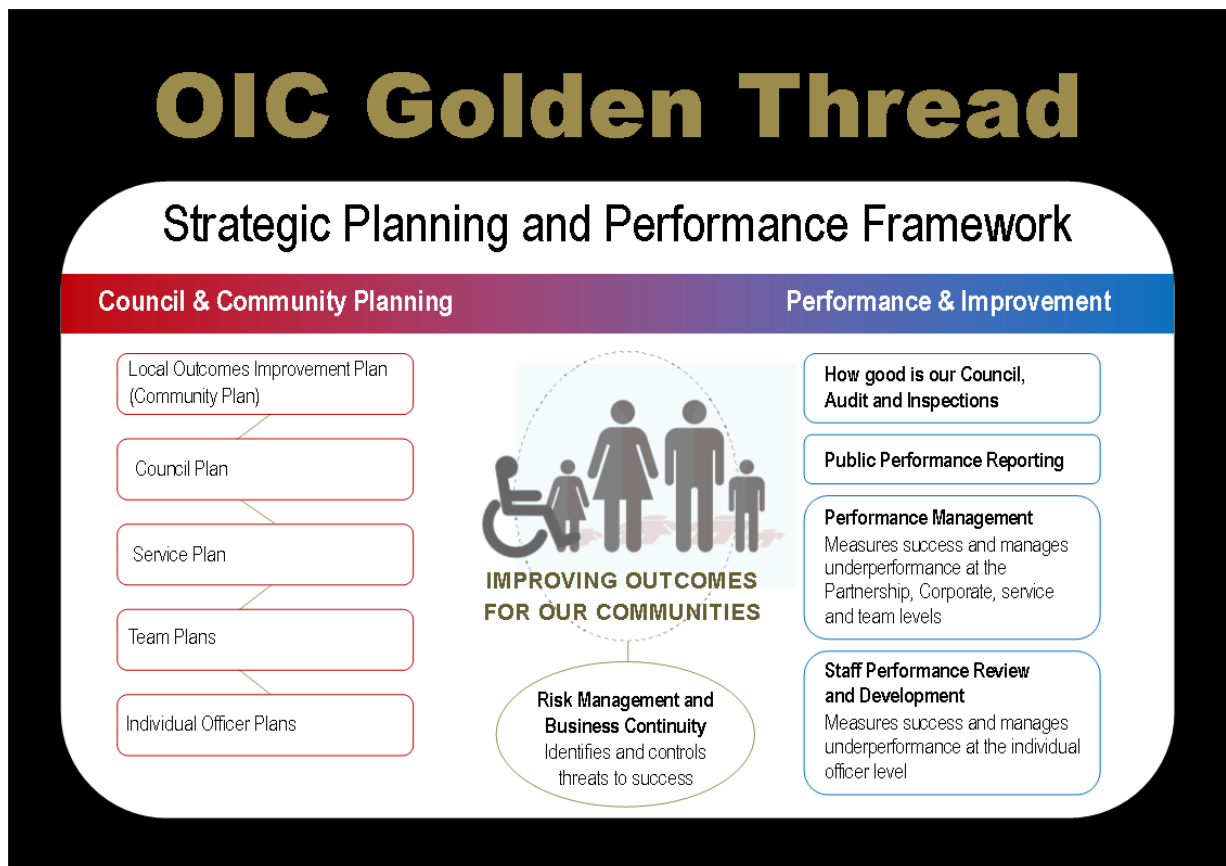 OIC Golden Thread
Strategic Planning and Performance Framework
Council & Community Planning
Performance & Improvement
Local Outcomes Improvement Plan
(Community Plan)
Council Plan
Service Plan
Team Plans
Individual Officer Plans
IMPROVING OUTCOMES
FOR OUR COMMUNITIES
Risk Management and
Business Continuity
Identifies and controls
threats to success
How good is our Council,
Audit and Inspections
Public Performance Reporting
Performance Management
Measures success and manages
underperformance at the
Partnership, Corporate, service
and team levels
Staff Performance Review
and Development
Measures success and manages
underperformance at the individual
officer level